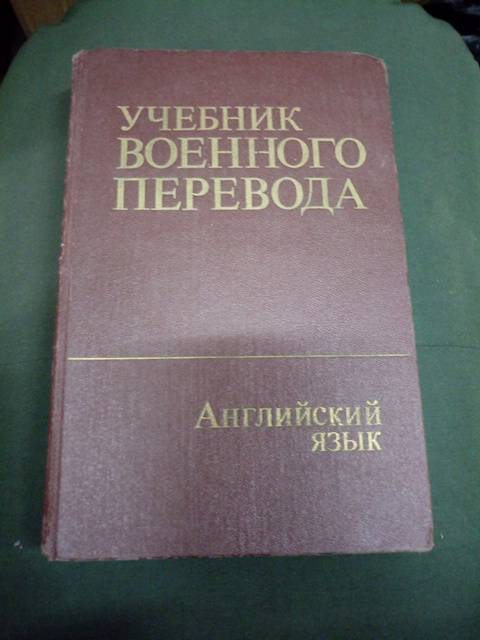 УЧЕБНИК
ВОЕННОГО
ПЕРЕВОДА
Английский
язык